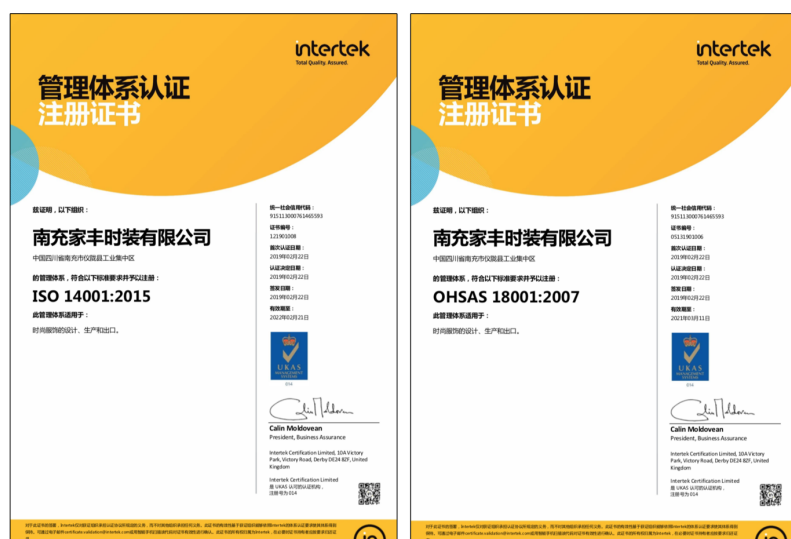 intertek
Total Quality. Assured.
管理体系认证
注册证书
兹证明，以下组织：
南充家丰时装有限公司
中国四川省南充市仪陇县工业集中区
的管理体系，符合以下标准要求并予以注册：
ISO 14001:2015
此管理体系适用于：
时尚服饰的设计、生产和出口。
统一社会信用代码：
915113000761465593
证书编号：
121901008
首次认证日期：
2019年02月22日
认证决定日期：
2019年02月22日
签发日期：
2019年02月22日
有效期至：
2022年02月21日
UKAS
MANAGEMENT
SYSTEMS
014
Calin Moldovean
President, Business Assurance
Intertek Certification Limited, 10A Victory
Park, Victory Road, Derby DE24 8ZF, United
Kingdom
Intertek Certification Limited
是 UKAS 认可的认证机构，
注册号为 014
intertek
Total Quality. Assured.
管理体系认证
注册证书
兹证明，以下组织：
南充家丰时装有限公司
中国四川省南充市仪陇县工业集中区
的管理体系，符合以下标准要求并予以注册：
OHSAS 18001:2007
此管理体系适用于：
时尚服饰的设计、生产和出口。
统一社会信用代码：
915113000761465593
证书编号：
05131901006
首次认证日期：
2019年02月22日
认证决定日期：
2019年02月22日
签发日期：
2019年02月22日
有效期至：
2021年03月11日
UKAS
MANAGEMENT
SYSTEMS
014
Calin Moldovean
President, Business Assurance
Intertek Certification Limited, 10A Victory
Park, Victory Road, Derby DE24 8ZF, United
Kingdom
Intertek Certification Limited
是 UKAS 认可的认证机构，
注册号为 014